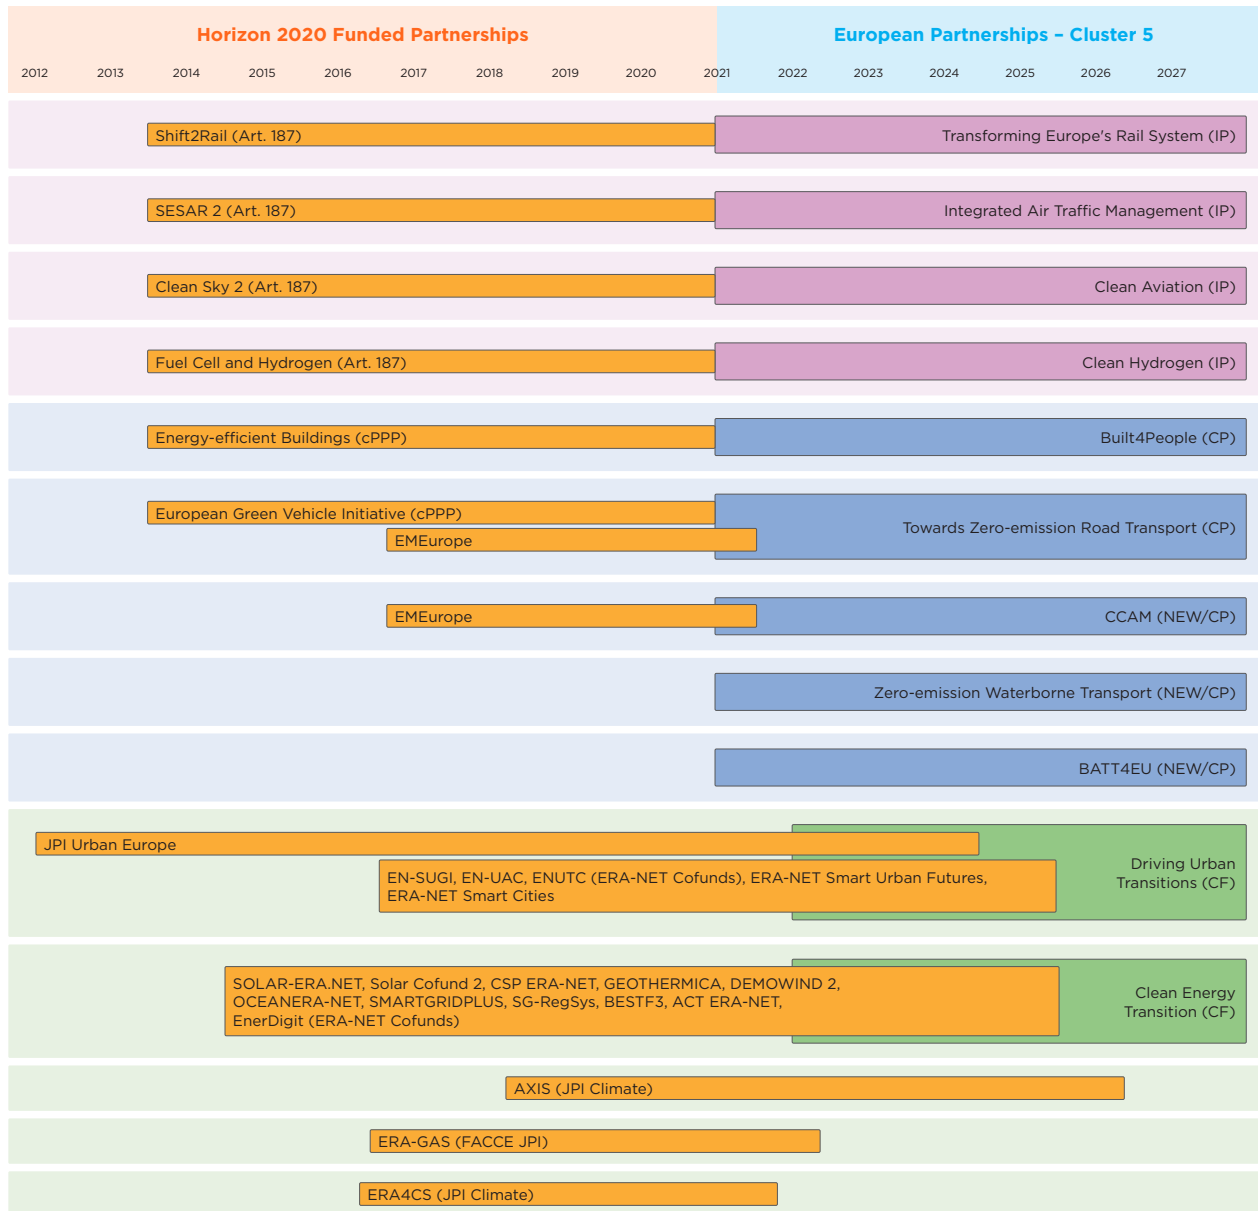 Horizon 2020 Funded Partnerships
European Partnerships – Cluster 5
2012 2013 2014 2015 2016 2017 2018 2019 2020 2021 2022 2023 2024 2025 2026 2027
Shift2Rail (Art. 187)
Transforming Europe's Rail System (IP)
SESAR 2 (Art. 187)
Integrated Air Traffic Management (IP)
Clean Sky 2 (Art. 187)
Clean Aviation (IP)
Fuel Cell and Hydrogen (Art. 187)
Clean Hydrogen (IP)
Energy-efficient Buildings (cPPP)
Built4People (CP)
European Green Vehicle Initiative (cPPP)
EMEurope
Towards Zero-emission Road Transport (CP)
EMEurope
CCAM (NEW/CP)
Zero-emission Waterborne Transport (NEW/CP)
BATT4EU (NEW/CP)
JPI Urban Europe
EN-SUGI, EN-UAC, ENUTC (ERA-NET Cofunds), ERA-NET Smart Urban Futures,
ERA-NET Smart Cities
Driving Urban
Transitions (CF)
SOLAR-ERA.NET, Solar Cofund 2, CSP ERA-NET, GEOTHERMICA, DEMOWIND 2,
OCEANERA-NET, SMARTGRIDPLUS, SG-RegSys, BESTF3, ACT ERA-NET,
EnerDigit (ERA-NET Cofunds)
Clean Energy
Transition (CF)
AXIS (JPI Climate)
ERA-GAS (FACCE JPI)
ERA4CS (JPI Climate)